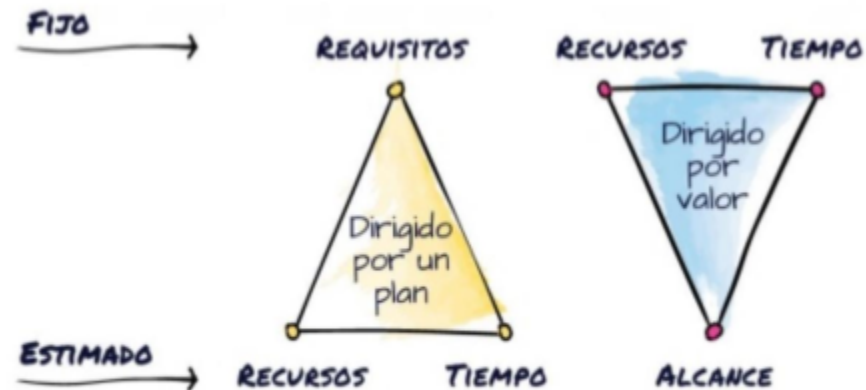 FIJO
REQUISITOS
RECURSOS
TIEMPO
Dirigido
por un
plan
Dirigido
por
valor
ESTIMADO
RECURSOS
TIEMPO
ALCANCE